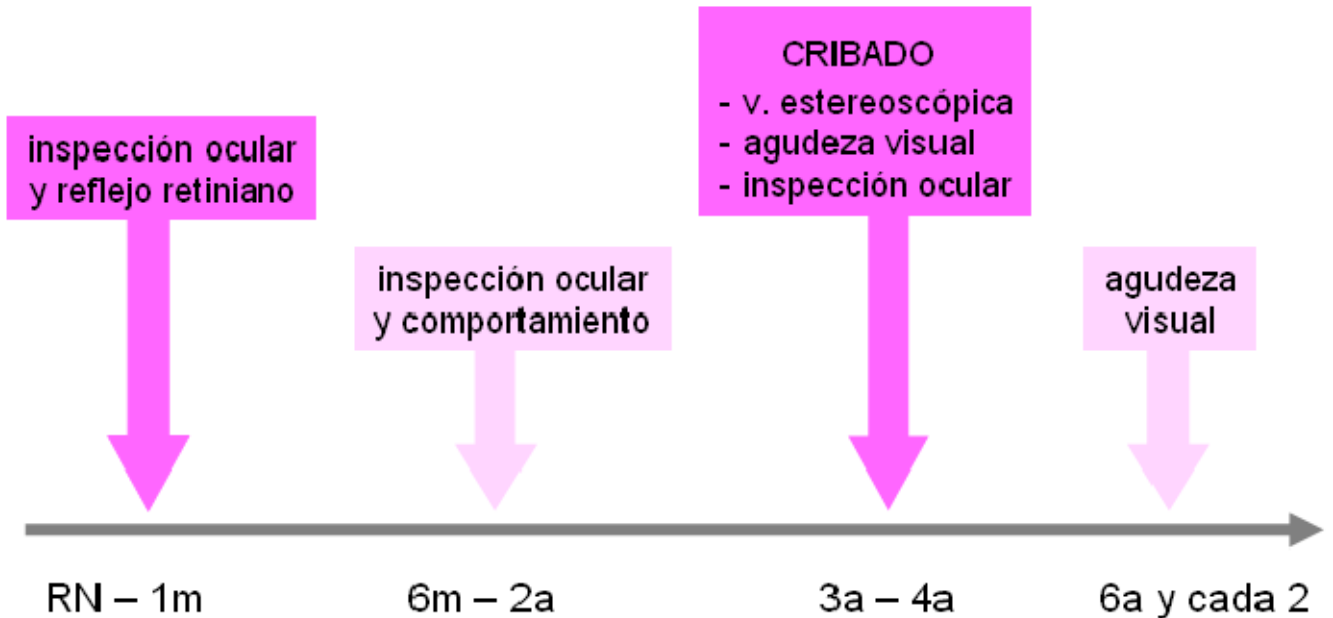 inspección ocular
y reflejo retiniano
inspección ocular
y comportamiento
CRIBADO
- v. estereoscópica
- agudeza visual
- inspección ocular
agudeza
visual
RN – 1m
6m – 2a
3a – 4a
6a y cada 2